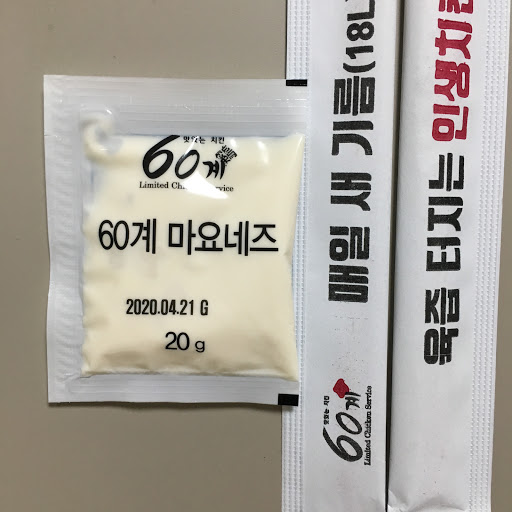 맛있는 치킨
60계
Limited Chicken Service
60계 마요네즈
2020.04.21 G
20 g
매일 새 기름(18L
맛있는 치킨
60계
Limited Chicken Service
육즙 터지는 인생치